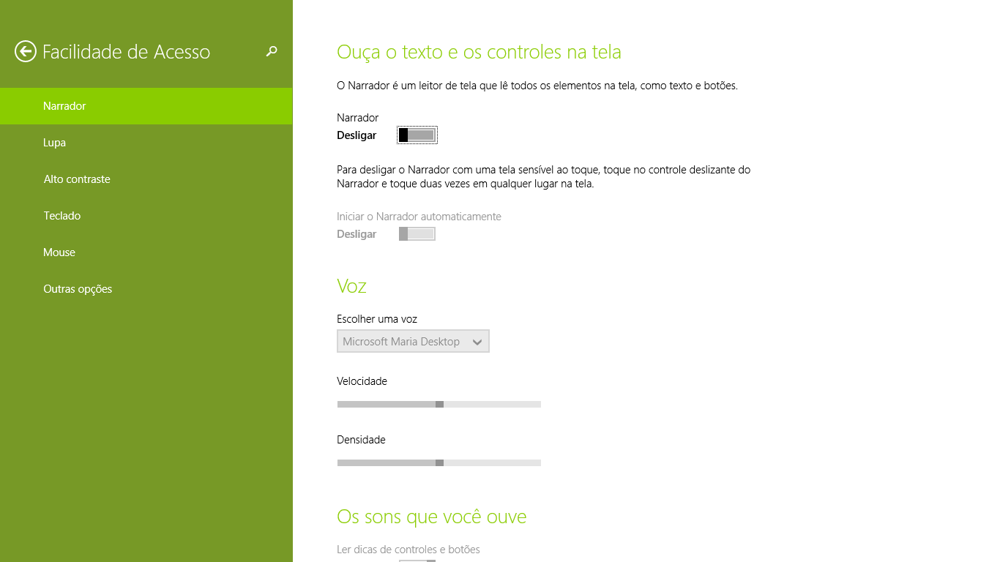 Facilidade de Acesso
Narrador
Lupa
Alto contraste
Teclado
Mouse
Outras opções
Ouça o texto e os controles na tela
O Narrador é um leitor de tela que lê todos os elementos na tela, como texto e botões.
Narrador
Desligar
Para desligar o Narrador com uma tela sensível ao toque, toque no controle deslizante do
Narrador e toque duas vezes em qualquer lugar na tela.
Iniciar o Narrador automaticamente
Desligar
Voz
Escolher uma voz
Microsoft Maria Desktop
Velocidade
Densidade
Os sons que você ouve
Ler dicas de controles e botões